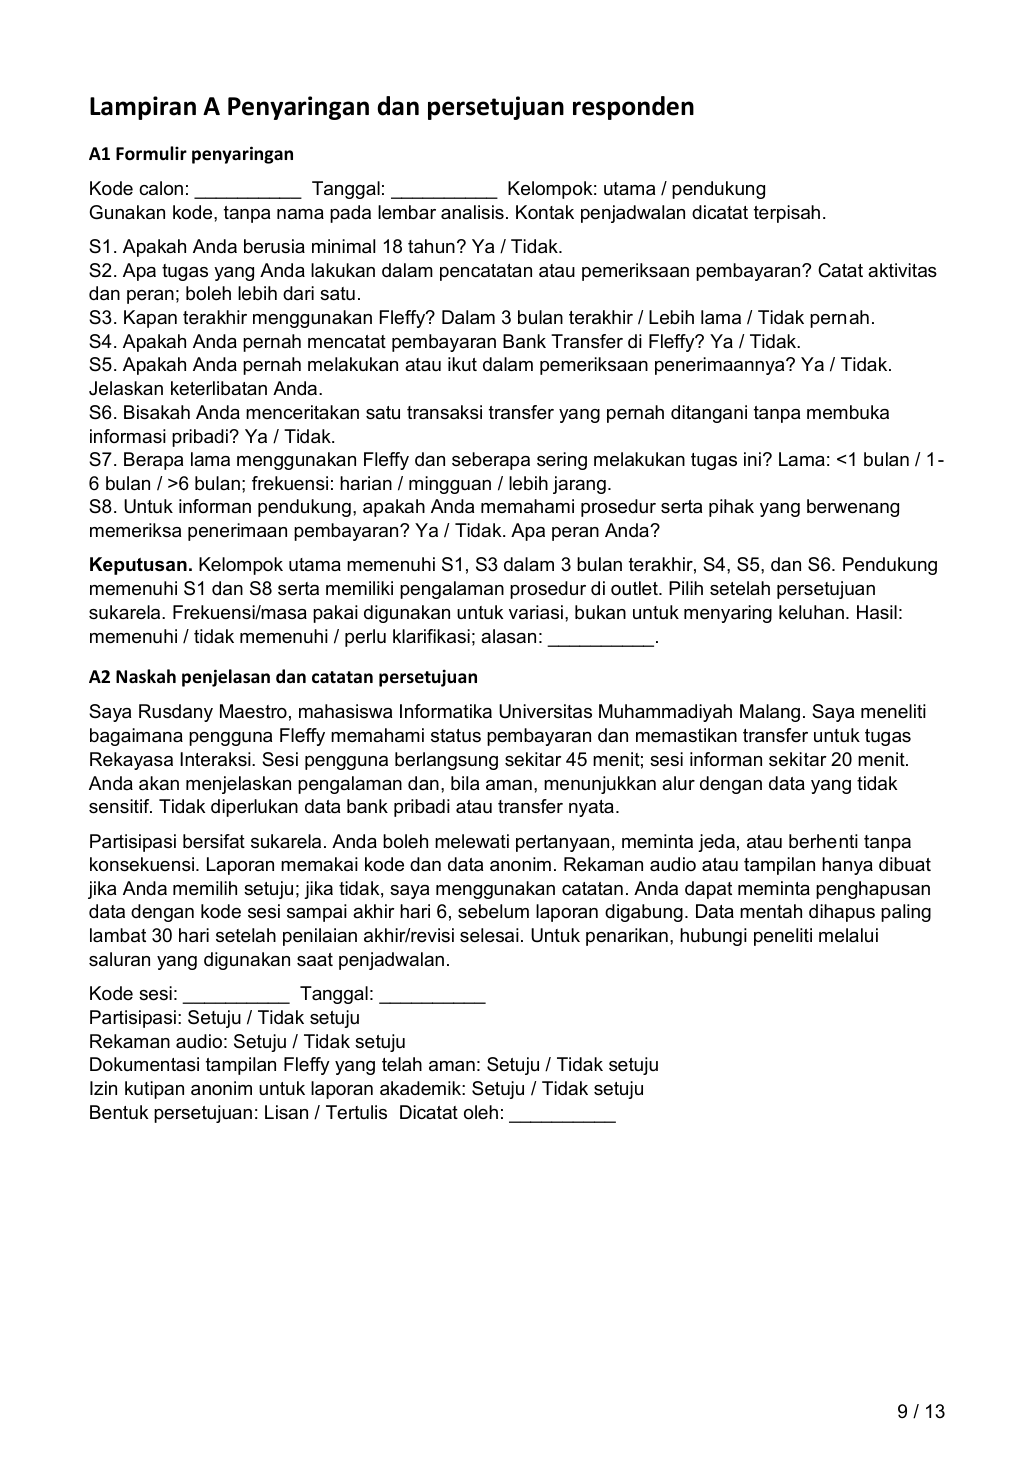 Lampiran A Penyaringan dan persetujuan responden
A1 Formulir penyaringan
Kode calon: __________ Tanggal: __________ Kelompok: utama / pendukung
Gunakan kode, tanpa nama pada lembar analisis. Kontak penjadwalan dicatat terpisah.
S1. Apakah Anda berusia minimal 18 tahun? Ya / Tidak.
S2. Apa tugas yang Anda lakukan dalam pencatatan atau pemeriksaan pembayaran? Catat aktivitas
dan peran; boleh lebih dari satu.
S3. Kapan terakhir menggunakan Fleffy? Dalam 3 bulan terakhir / Lebih lama / Tidak pernah.
S4. Apakah Anda pernah mencatat pembayaran Bank Transfer di Fleffy? Ya / Tidak.
S5. Apakah Anda pernah melakukan atau ikut dalam pemeriksaan penerimaannya? Ya / Tidak.
Jelaskan keterlibatan Anda.
S6. Bisakah Anda menceritakan satu transaksi transfer yang pernah ditangani tanpa membuka
informasi pribadi? Ya / Tidak.
S7. Berapa lama menggunakan Fleffy dan seberapa sering melakukan tugas ini? Lama: <1 bulan / 1-
6 bulan / >6 bulan; frekuensi: harian / mingguan / lebih jarang.
S8. Untuk informan pendukung, apakah Anda memahami prosedur serta pihak yang berwenang
memeriksa penerimaan pembayaran? Ya / Tidak. Apa peran Anda?
Keputusan. Kelompok utama memenuhi S1, S3 dalam 3 bulan terakhir, S4, S5, dan S6. Pendukung
memenuhi S1 dan S8 serta memiliki pengalaman prosedur di outlet. Pilih setelah persetujuan
sukarela. Frekuensi/masa pakai digunakan untuk variasi, bukan untuk menyaring keluhan. Hasil:
memenuhi / tidak memenuhi / perlu klarifikasi; alasan: __________.
A2 Naskah penjelasan dan catatan persetujuan
Saya Rusdany Maestro, mahasiswa Informatika Universitas Muhammadiyah Malang. Saya meneliti
bagaimana pengguna Fleffy memahami status pembayaran dan memastikan transfer untuk tugas
Rekayasa Interaksi. Sesi pengguna berlangsung sekitar 45 menit; sesi informan sekitar 20 menit.
Anda akan menjelaskan pengalaman dan, bila aman, menunjukkan alur dengan data yang tidak
sensitif. Tidak diperlukan data bank pribadi atau transfer nyata.
Partisipasi bersifat sukarela. Anda boleh melewati pertanyaan, meminta jeda, atau berhenti tanpa
konsekuensi. Laporan memakai kode dan data anonim. Rekaman audio atau tampilan hanya dibuat
jika Anda memilih setuju; jika tidak, saya menggunakan catatan. Anda dapat meminta penghapusan
data dengan kode sesi sampai akhir hari 6, sebelum laporan digabung. Data mentah dihapus paling
lambat 30 hari setelah penilaian akhir/revisi selesai. Untuk penarikan, hubungi peneliti melalui
saluran yang digunakan saat penjadwalan.
Kode sesi: __________ Tanggal: __________
Partisipasi: Setuju / Tidak setuju
Rekaman audio: Setuju / Tidak setuju
Dokumentasi tampilan Fleffy yang telah aman: Setuju / Tidak setuju
Izin kutipan anonim untuk laporan akademik: Setuju / Tidak setuju
Bentuk persetujuan: Lisan / Tertulis Dicatat oleh: __________
9 / 13